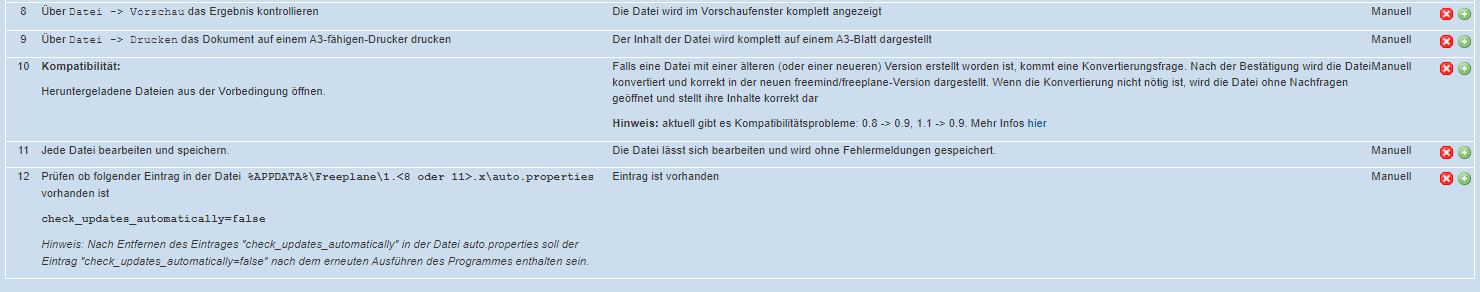 8 Über Datei -> Vorschau das Ergebnis kontrollieren Die Datei wird im Vorschaufenster komplett angezeigt Manuell
9 Über Datei -> Drucken das Dokument auf einem A3-fähigen-Drucker drucken Der Inhalt der Datei wird komplett auf einem A3-Blatt dargestellt Manuell
10 Kompatibilität:
Heruntergeladene Dateien aus der Vorbedingung öffnen.
Falls eine Datei mit einer älteren (oder einer neueren) Version erstellt worden ist, kommt eine Konvertierungsfrage. Nach der Bestätigung wird die Datei
konvertiert und korrekt in der neuen freemind/freeplane-Version dargestellt. Wenn die Konvertierung nicht nötig ist, wird die Datei ohne Nachfragen
geöffnet und stellt ihre Inhalte korrekt dar
Hinweis: aktuell gibt es Kompatibilitätsprobleme: 0.8 -> 0.9, 1.1 -> 0.9. Mehr Infos hier
Manuell
11 Jede Datei bearbeiten und speichern. Die Datei lässt sich bearbeiten und wird ohne Fehlermeldungen gespeichert. Manuell
12 Prüfen ob folgender Eintrag in der Datei %APPDATA%\Freeplane\1.<8 oder 11>.x\auto.properties
vorhanden ist
check_updates_automatically=false
Hinweis: Nach Entfernen des Eintrages "check_updates_automatically" in der Datei auto.properties soll der
Eintrag "check_updates_automatically=false" nach dem erneuten Ausführen des Programmes enthalten sein.
Eintrag ist vorhanden
Manuell